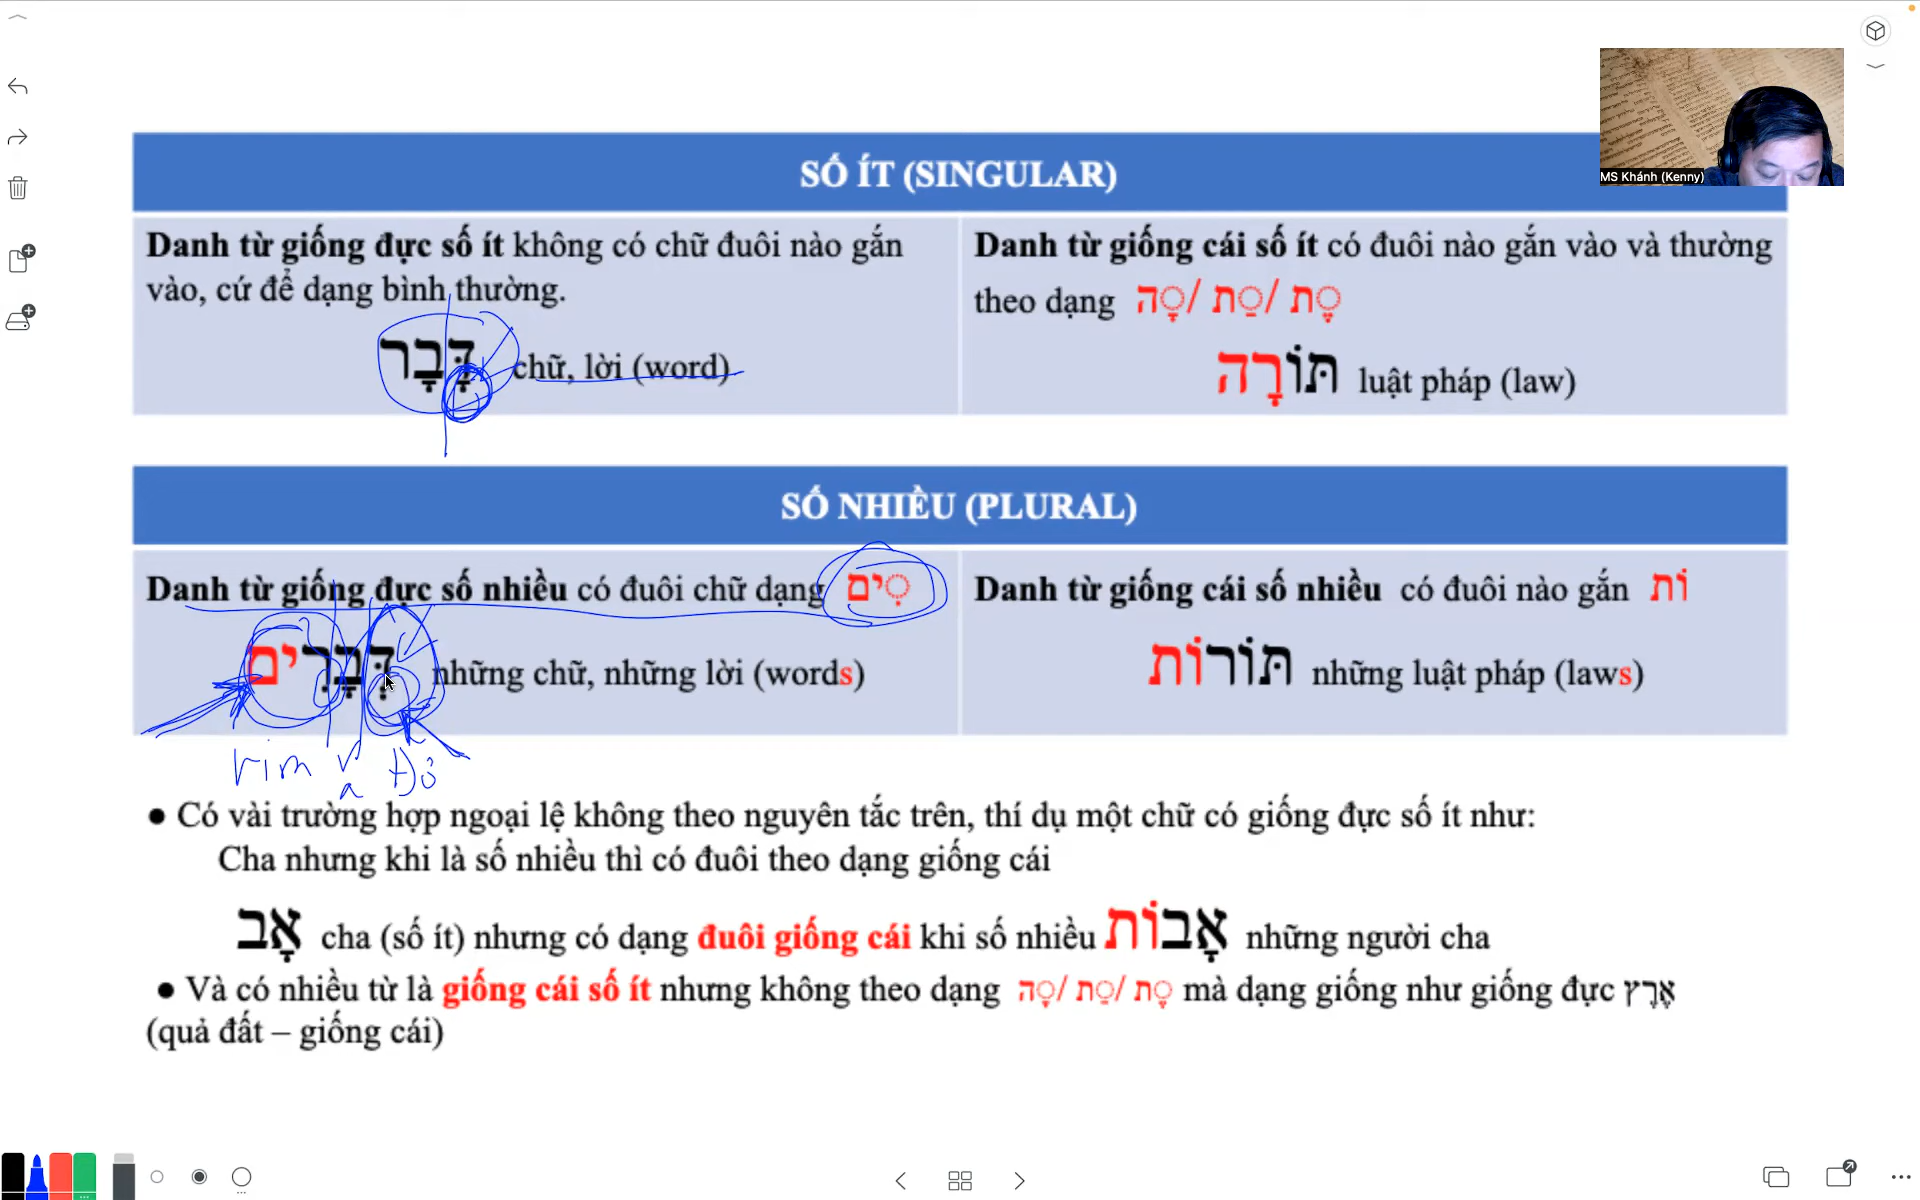 MS Khánh (Kenny)
SỐ ÍT (SINGULAR)
Danh từ giống đực số ít không có chữ đuôi nào gắn
vào, cứ để dạng bình thường.
דָּבָר chữ, lời (word)
Danh từ giống cái số ít có đuôi nào gắn vào và thường
theo dạng ָה / ַת / ֶת
תּוֹרָה luật pháp (law)
SỐ NHIỀU (PLURAL)
Danh từ giống đực số nhiều có đuôi chữ dạng ִים
דְּבָרִים những chữ, những lời (words)
rim v Đờ
a
Danh từ giống cái số nhiều có đuôi nào gắn וֹת
תּוֹרוֹת những luật pháp (laws)
● Có vài trường hợp ngoại lệ không theo nguyên tắc trên, thí dụ một chữ có giống đực số ít như:
Cha nhưng khi là số nhiều thì có đuôi theo dạng giống cái
אָב cha (số ít) nhưng có dạng đuôi giống cái khi số nhiều אָבוֹת những người cha
● Và có nhiều từ là giống cái số ít nhưng không theo dạng ָה / ַת / ֶת mà dạng giống như giống đực אֶרֶץ
(quả đất – giống cái)